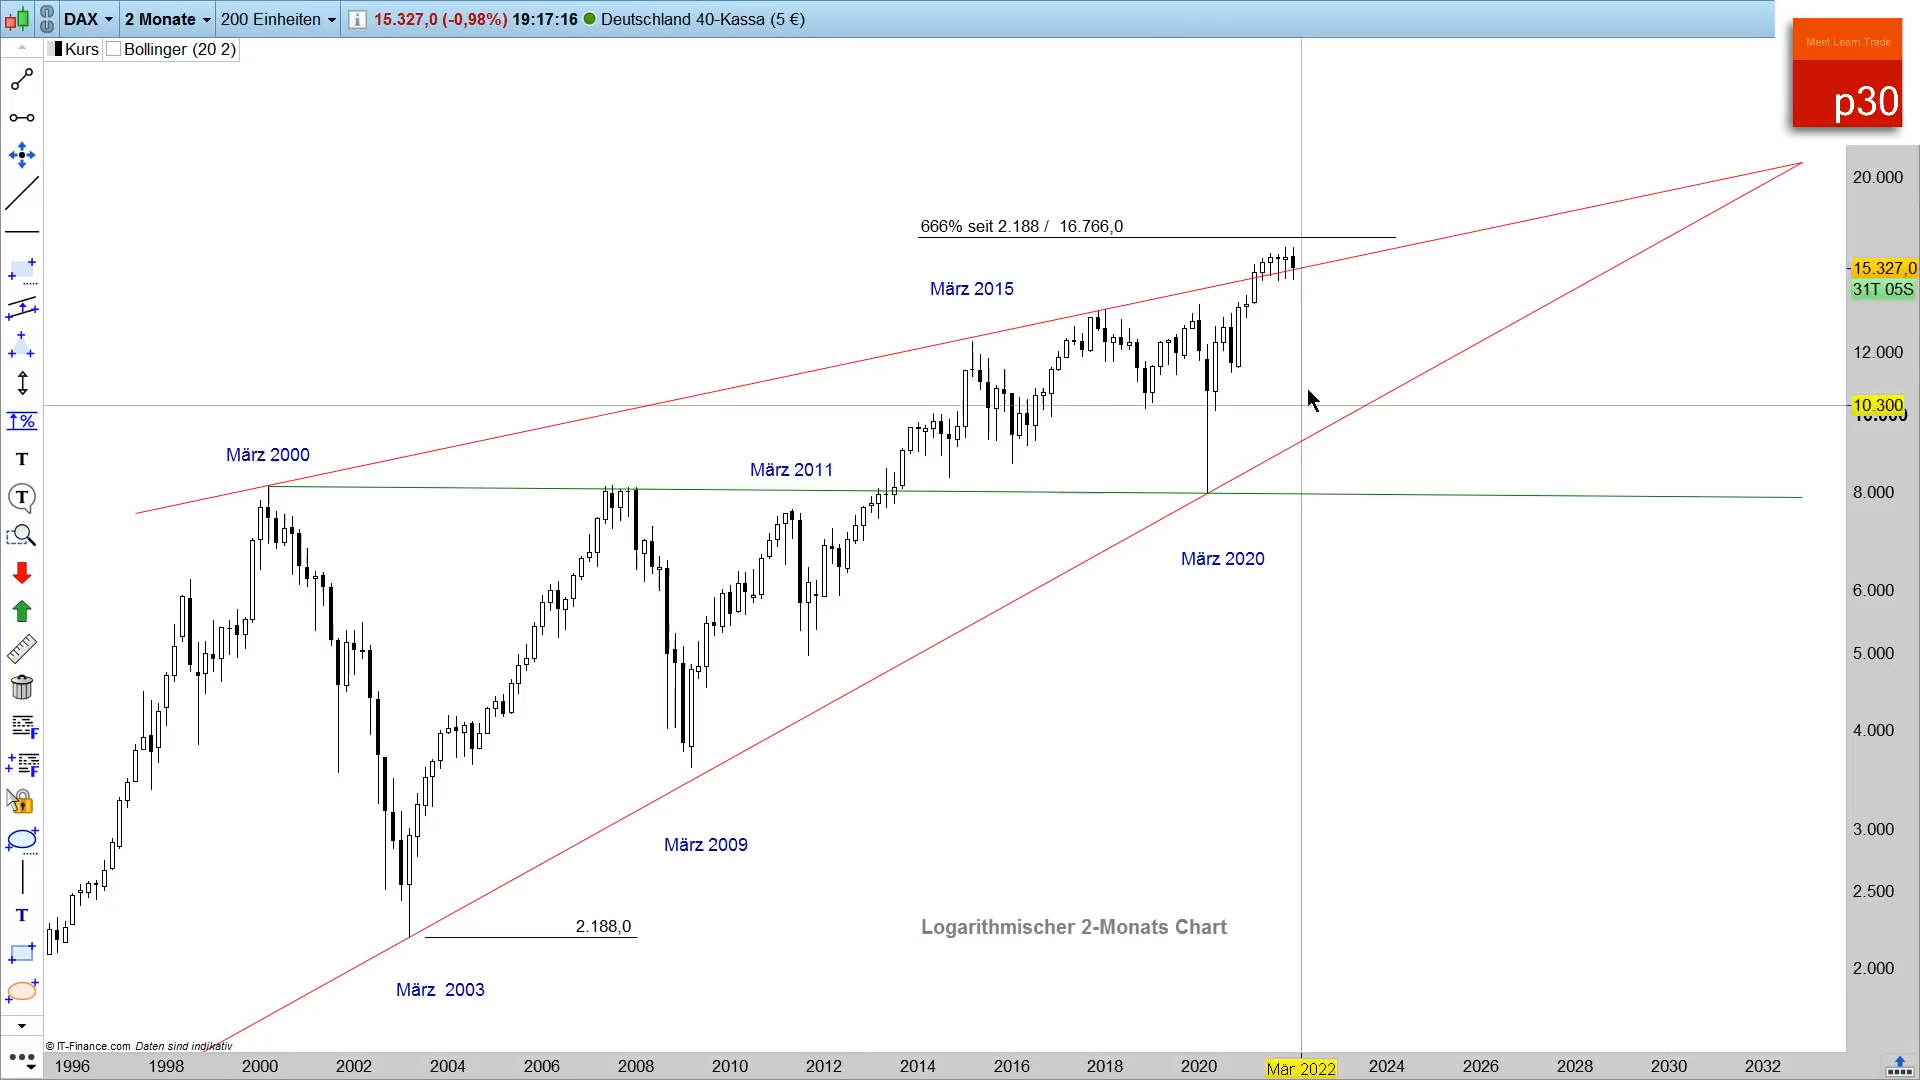 DAX 2 Monate 200 Einheiten 15.327,0 (-0,98%) 19:17:16 Deutschland 40-Kassa (5 €)
Kurs Bollinger (20 2)
Meet.Learn.Trade
p30
20.000
666% seit 2.188 / 16.766,0
15.327,0
März 2015
31T 05S
12.000
10.300
10.000
März 2000
März 2011
8.000
März 2020
6.000
5.000
4.000
3.000
März 2009
2.500
2.188,0
Logarithmischer 2-Monats Chart
2.000
März 2003
© IT-Finance.com Daten sind indikativ
1996 1998 2000 2002 2004 2006 2008 2010 2012 2014 2016 2018 2020 Mär 2022 2024 2026 2028 2030 2032